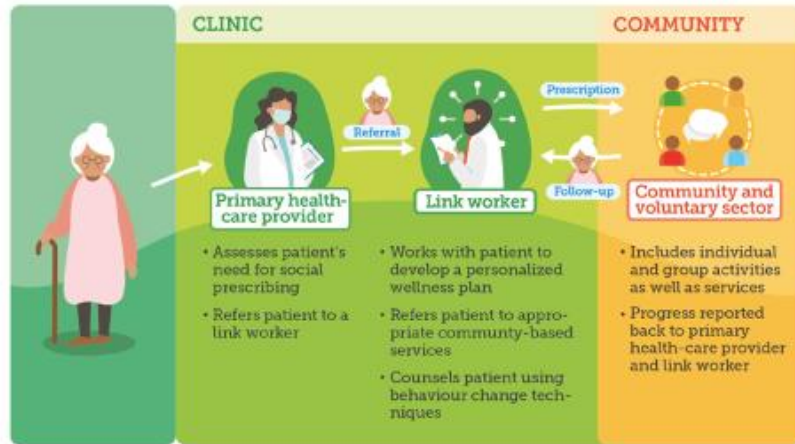 CLINIC
COMMUNITY
Referral
Prescription
Follow-up
Primary health-
care provider
Link worker
Community and
voluntary sector
• Assesses patient's
need for social
prescribing
• Refers patient to a
link worker
• Works with patient to
develop a personalized
wellness plan
• Refers patient to appro-
priate communty-based
services
• Counsels patient using
behaviour change tech-
niques
• Includes individual
and group activities
as well as services
• Progress reported
back to primary
health-care provider
and link worker